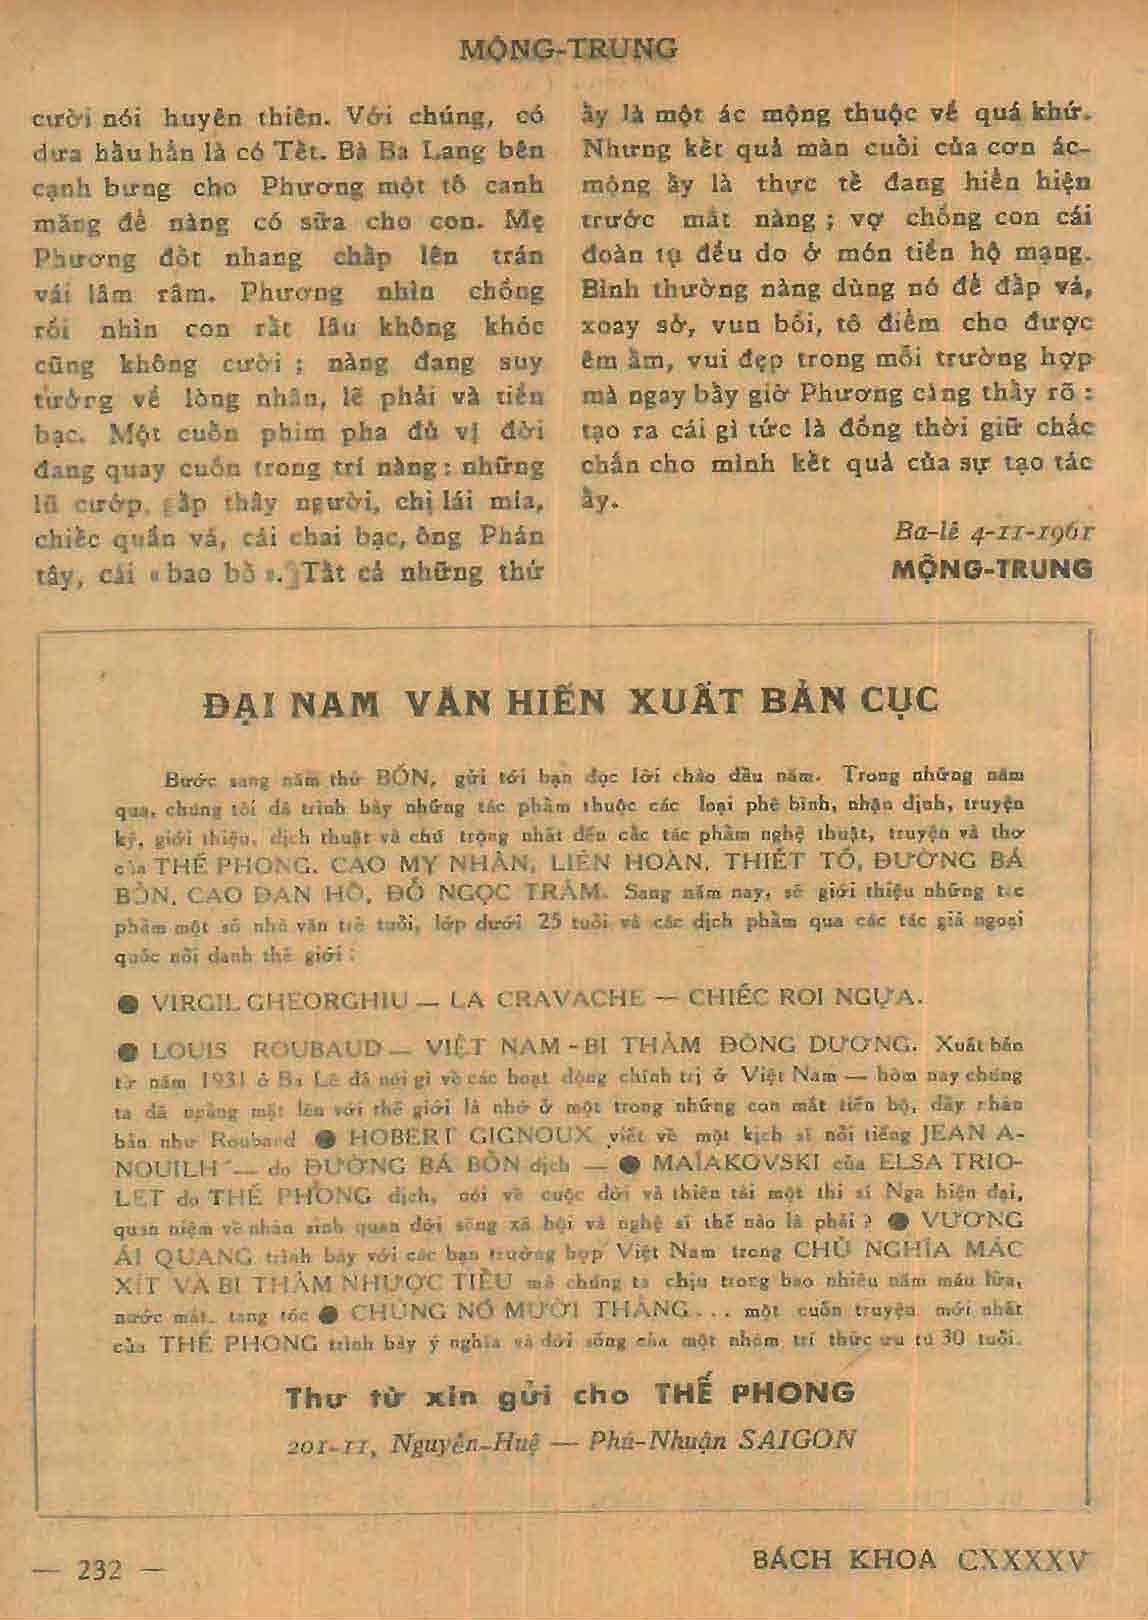 MỘNG-TRUNG
cười nói huyên thiên. Với chúng, có
dưa hầu hẳn là có Tết. Bà Ba Lang bên
cạnh bưng cho Phương một tô canh
măng để nàng có sữa cho con. Mẹ
Phương đốt nhang chắp lên trán
vái lâm râm. Phương nhìn chồng
rồi nhìn con rất lâu không khóc
cũng không cười ; nàng đang suy
tưởng về lòng nhân, lẽ phải và tiền
bạc. Một cuốn phim pha đủ vị đời
đang quay cuồn trong trí nàng : những
lũ cướp, gặp thây người, chị lái mía,
chiếc quần vá, cái chai bạc, ông Phán
tây, cái « bao bồ ». Tất cả những thứ
ấy là một ác mộng thuộc về quá khứ.
Nhưng kết quả màn cuối của cơn ác-
mộng ấy là thực tế đang hiển hiện
trước mắt nàng ; vợ chồng con cái
đoàn tụ đều do ở món tiền hộ mạng.
Bình thường nàng dùng nó để đắp vá,
xoay sở, vun bồi, tô điểm cho được
êm ấm, vui đẹp trong mỗi trường hợp
mà ngay bây giờ Phương càng thấy rõ :
tạo ra cái gì tức là đồng thời giữ chắc
chắn cho mình kết quả của sự tạo tác
ấy.
Ba-lê 4-11-1961
MỘNG-TRUNG
ĐẠI NAM VĂN HIẾN XUẤT BẢN CỤC
Bước sang năm thứ BỐN, gửi tới bạn đọc lời chào đầu năm. Trong những năm
qua, chúng tôi đã trình bày những tác phẩm thuộc các loại phê bình, nhận định, truyện
ký, giới thiệu, dịch thuật và chú trọng nhất đến các tác phẩm nghệ thuật, truyện và thơ
của THẾ PHONG, CAO MỴ NHÂN, LIÊN HOÀN, THIẾT TỐ, ĐƯỜNG BÁ
BỔN, CAO ĐAN HỒ, ĐỖ NGỌC TRÂM. Sang năm nay, sẽ giới thiệu những tác
phẩm một số nhà văn trẻ tuổi, lớp dưới 25 tuổi và các dịch phẩm qua các tác giả ngoại
quốc nổi danh thế giới :
● VIRGIL GHEORGHIU — LA CRAVACHE — CHIẾC ROI NGỰA.
● LOUIS ROUBAUD — VIỆT NAM - BI THẢM ĐÔNG DƯƠNG. Xuất bản
từ năm 1931 ở Ba Lê đã nói gì về các hoạt động chính trị ở Việt Nam — hôm nay chúng
ta đã ngẩng mặt lên với thế giới là nhờ ở một trong những con mắt tiến bộ, đầy nhân
bản như Roubaud ● HOBERT GIGNOUX viết về một kịch sĩ nổi tiếng JEAN A-
NOUILH — do ĐƯỜNG BÁ BỔN dịch — ● MAÏAKOVSKI của ELSA TRIO-
LET do THẾ PHONG dịch, nói về cuộc đời và thiên tài một thi sĩ Nga hiện đại,
quan niệm về nhân sinh quan đời sống xã hội và nghệ sĩ thế nào là phải ? ● VƯƠNG
ÁI QUANG trình bày với các bạn trường hợp Việt Nam trong CHỦ NGHĨA MÁC
XÍT VÀ BI THẢM NHƯỢC TIỂU mà chúng ta chịu trong bao nhiêu năm máu lửa,
nước mắt, tang tóc ● CHÚNG NÓ MƯỜI THẰNG... một cuốn truyện mới nhất
của THẾ PHONG trình bày ý nghĩa và đời sống của một nhóm trí thức ưu tú 30 tuổi.
Thư từ xin gửi cho THẾ PHONG
201-11, Nguyễn-Huệ — Phú-Nhuận SAIGON
— 232 —
BÁCH KHOA CXXXXV